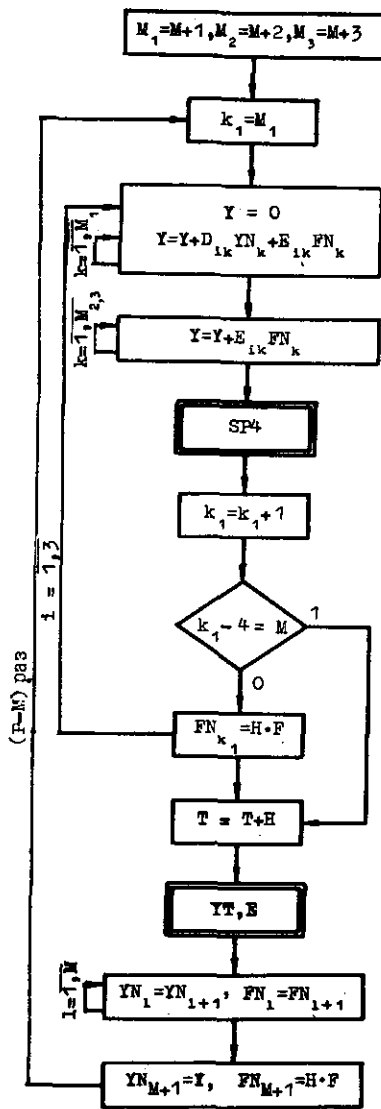 M₁=M+1, M₂=M+2, M₃=M+3
k₁=M₁
Y = 0
Y=Y+DᵢₖYNₖ+EᵢₖFNₖ
k=1,M₁
Y=Y+EᵢₖFNₖ
k=1,M₂,₃
SP4
k₁=k₁+1
i = 1,3
k₁-4 = M
1
0
(P-M) раз
FNₖ₁=H·F
T = T+H
YT,E
l=1,M
YNₗ=YNₗ₊₁, FNₗ=FNₗ₊₁
YN_M+1=Y, FN_M+1=H·F